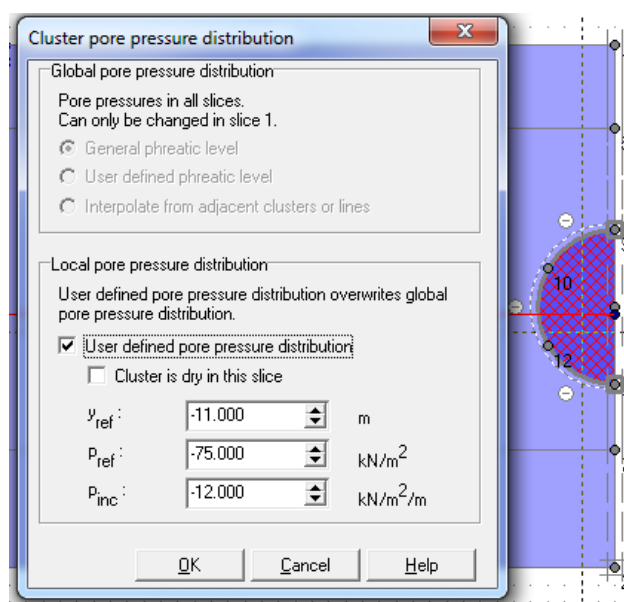 Cluster pore pressure distribution
Global pore pressure distribution
Pore pressures in all slices.
Can only be changed in slice 1.
General phreatic level
User defined phreatic level
Interpolate from adjacent clusters or lines
Local pore pressure distribution
User defined pore pressure distribution overwrites global
pore pressure distribution.
User defined pore pressure distribution
Cluster is dry in this slice
yref : -11.000 m
pref : -75.000 kN/m2
pinc : -12.000 kN/m2/m
OK Cancel Help
10
12